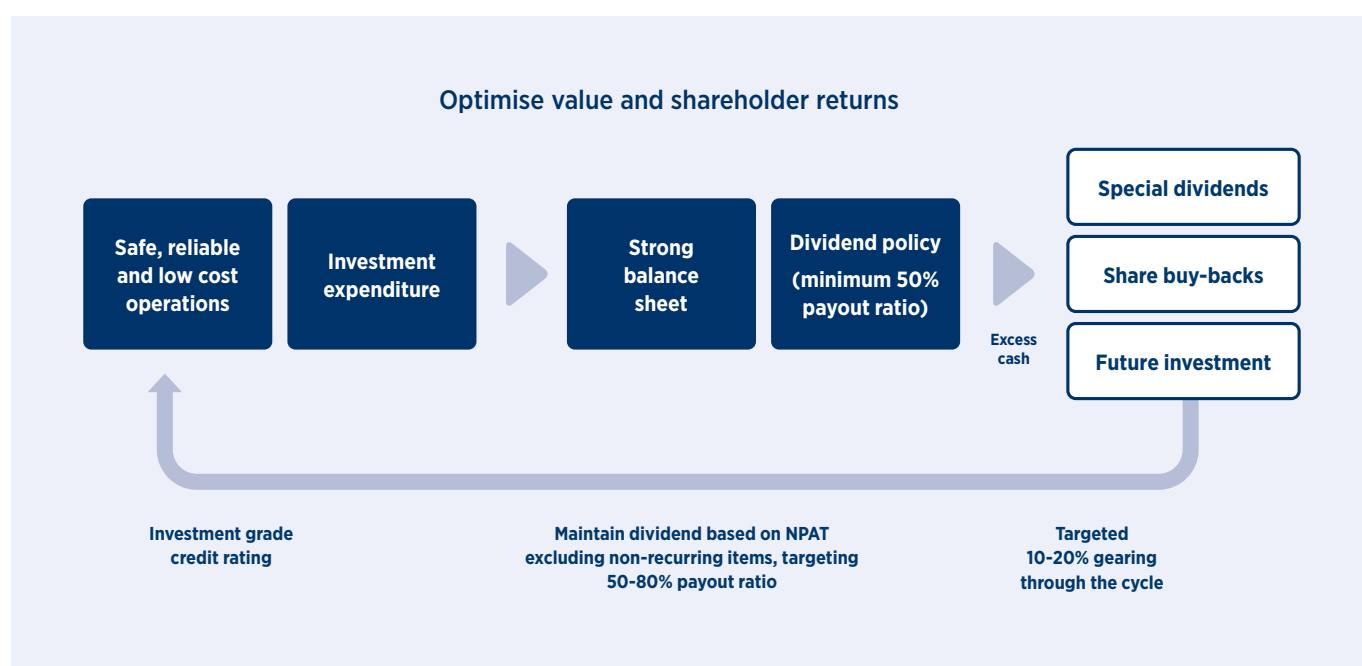 Optimise value and shareholder returns
Safe, reliable
and low cost
operations
Investment
expenditure
Strong
balance
sheet
Dividend policy
(minimum 50%
payout ratio)
Excess
cash
Special dividends
Share buy-backs
Future investment
Investment grade
credit rating
Maintain dividend based on NPAT
excluding non-recurring items, targeting
50-80% payout ratio
Targeted
10-20% gearing
through the cycle